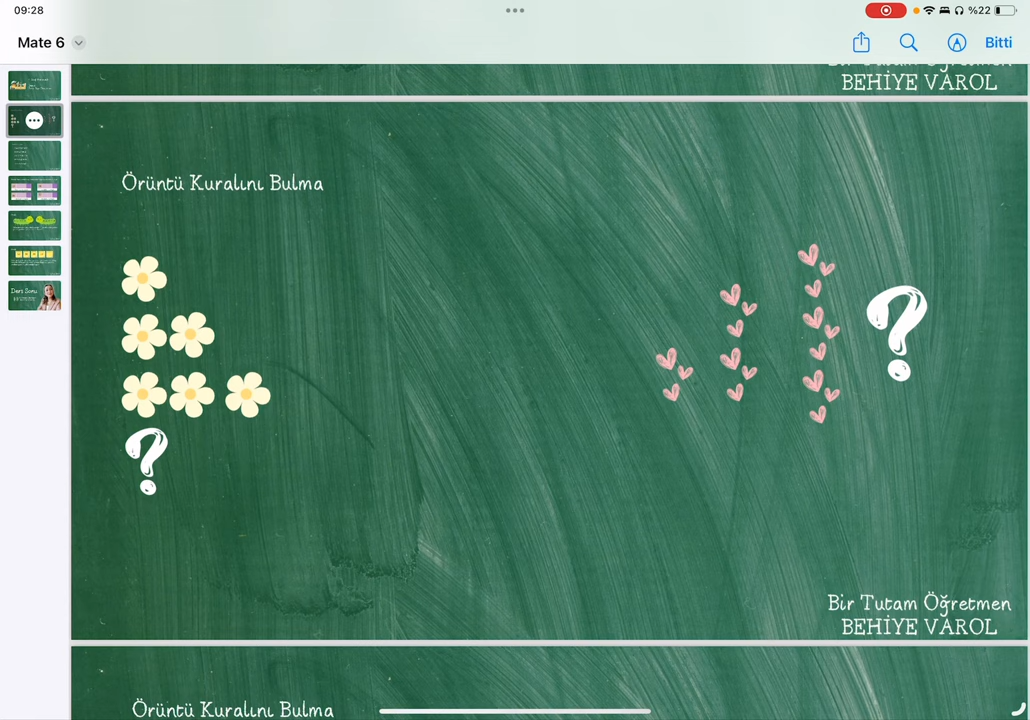 09:28
%22
Mate 6
Bitti
BEHİYE VAROL
Örüntü Kuralını Bulma
?
?
Bir Tutam Öğretmen
BEHİYE VAROL
Örüntü Kuralını Bulma